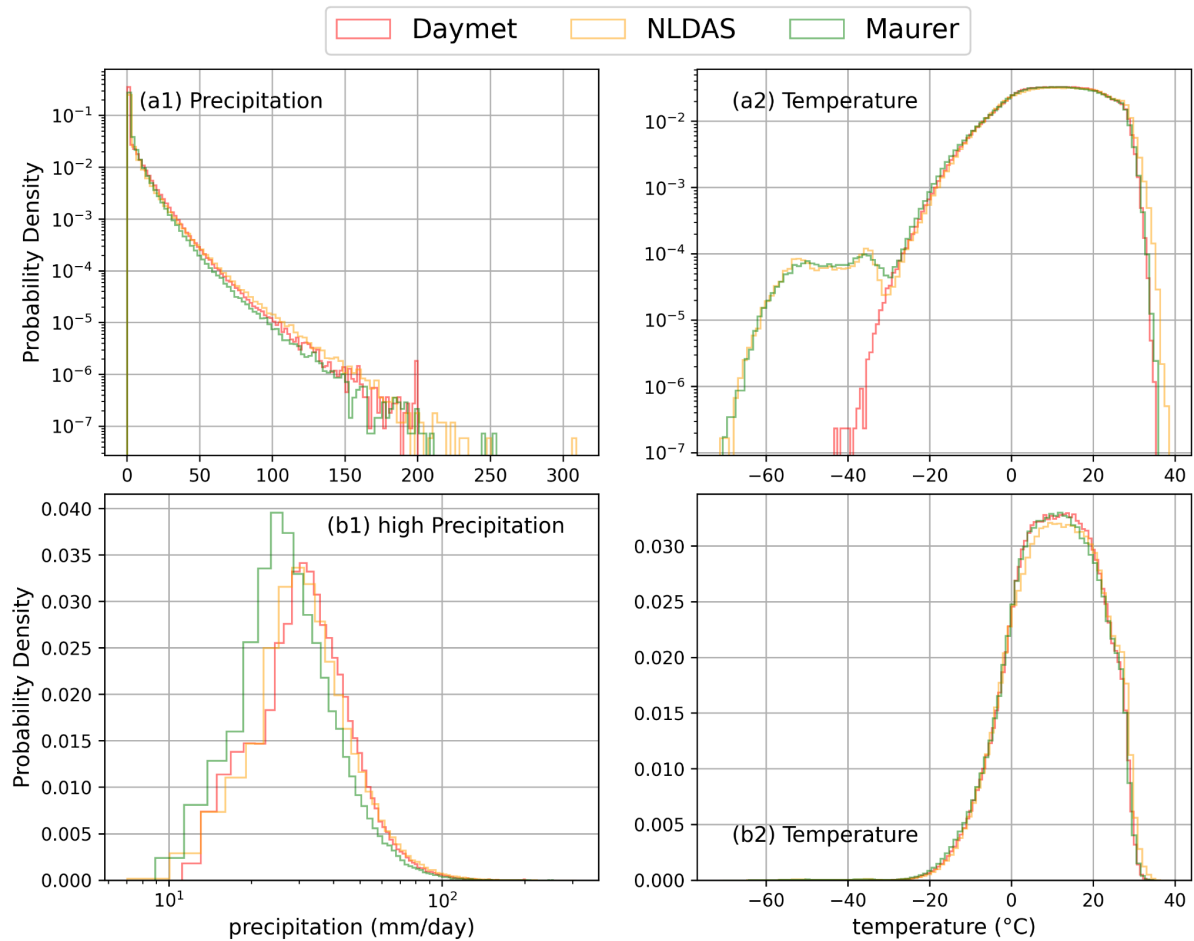 Daymet NLDAS Maurer
(a1) Precipitation
Probability Density
10⁻¹
10⁻²
10⁻³
10⁻⁴
10⁻⁵
10⁻⁶
10⁻⁷
0 50 100 150 200 250 300
(a2) Temperature
10⁻²
10⁻³
10⁻⁴
10⁻⁵
10⁻⁶
10⁻⁷
−60 −40 −20 0 20 40
(b1) high Precipitation
Probability Density
0.040
0.035
0.030
0.025
0.020
0.015
0.010
0.005
0.000
10¹ 10²
precipitation (mm/day)
(b2) Temperature
0.030
0.025
0.020
0.015
0.010
0.005
0.000
−60 −40 −20 0 20 40
temperature (°C)